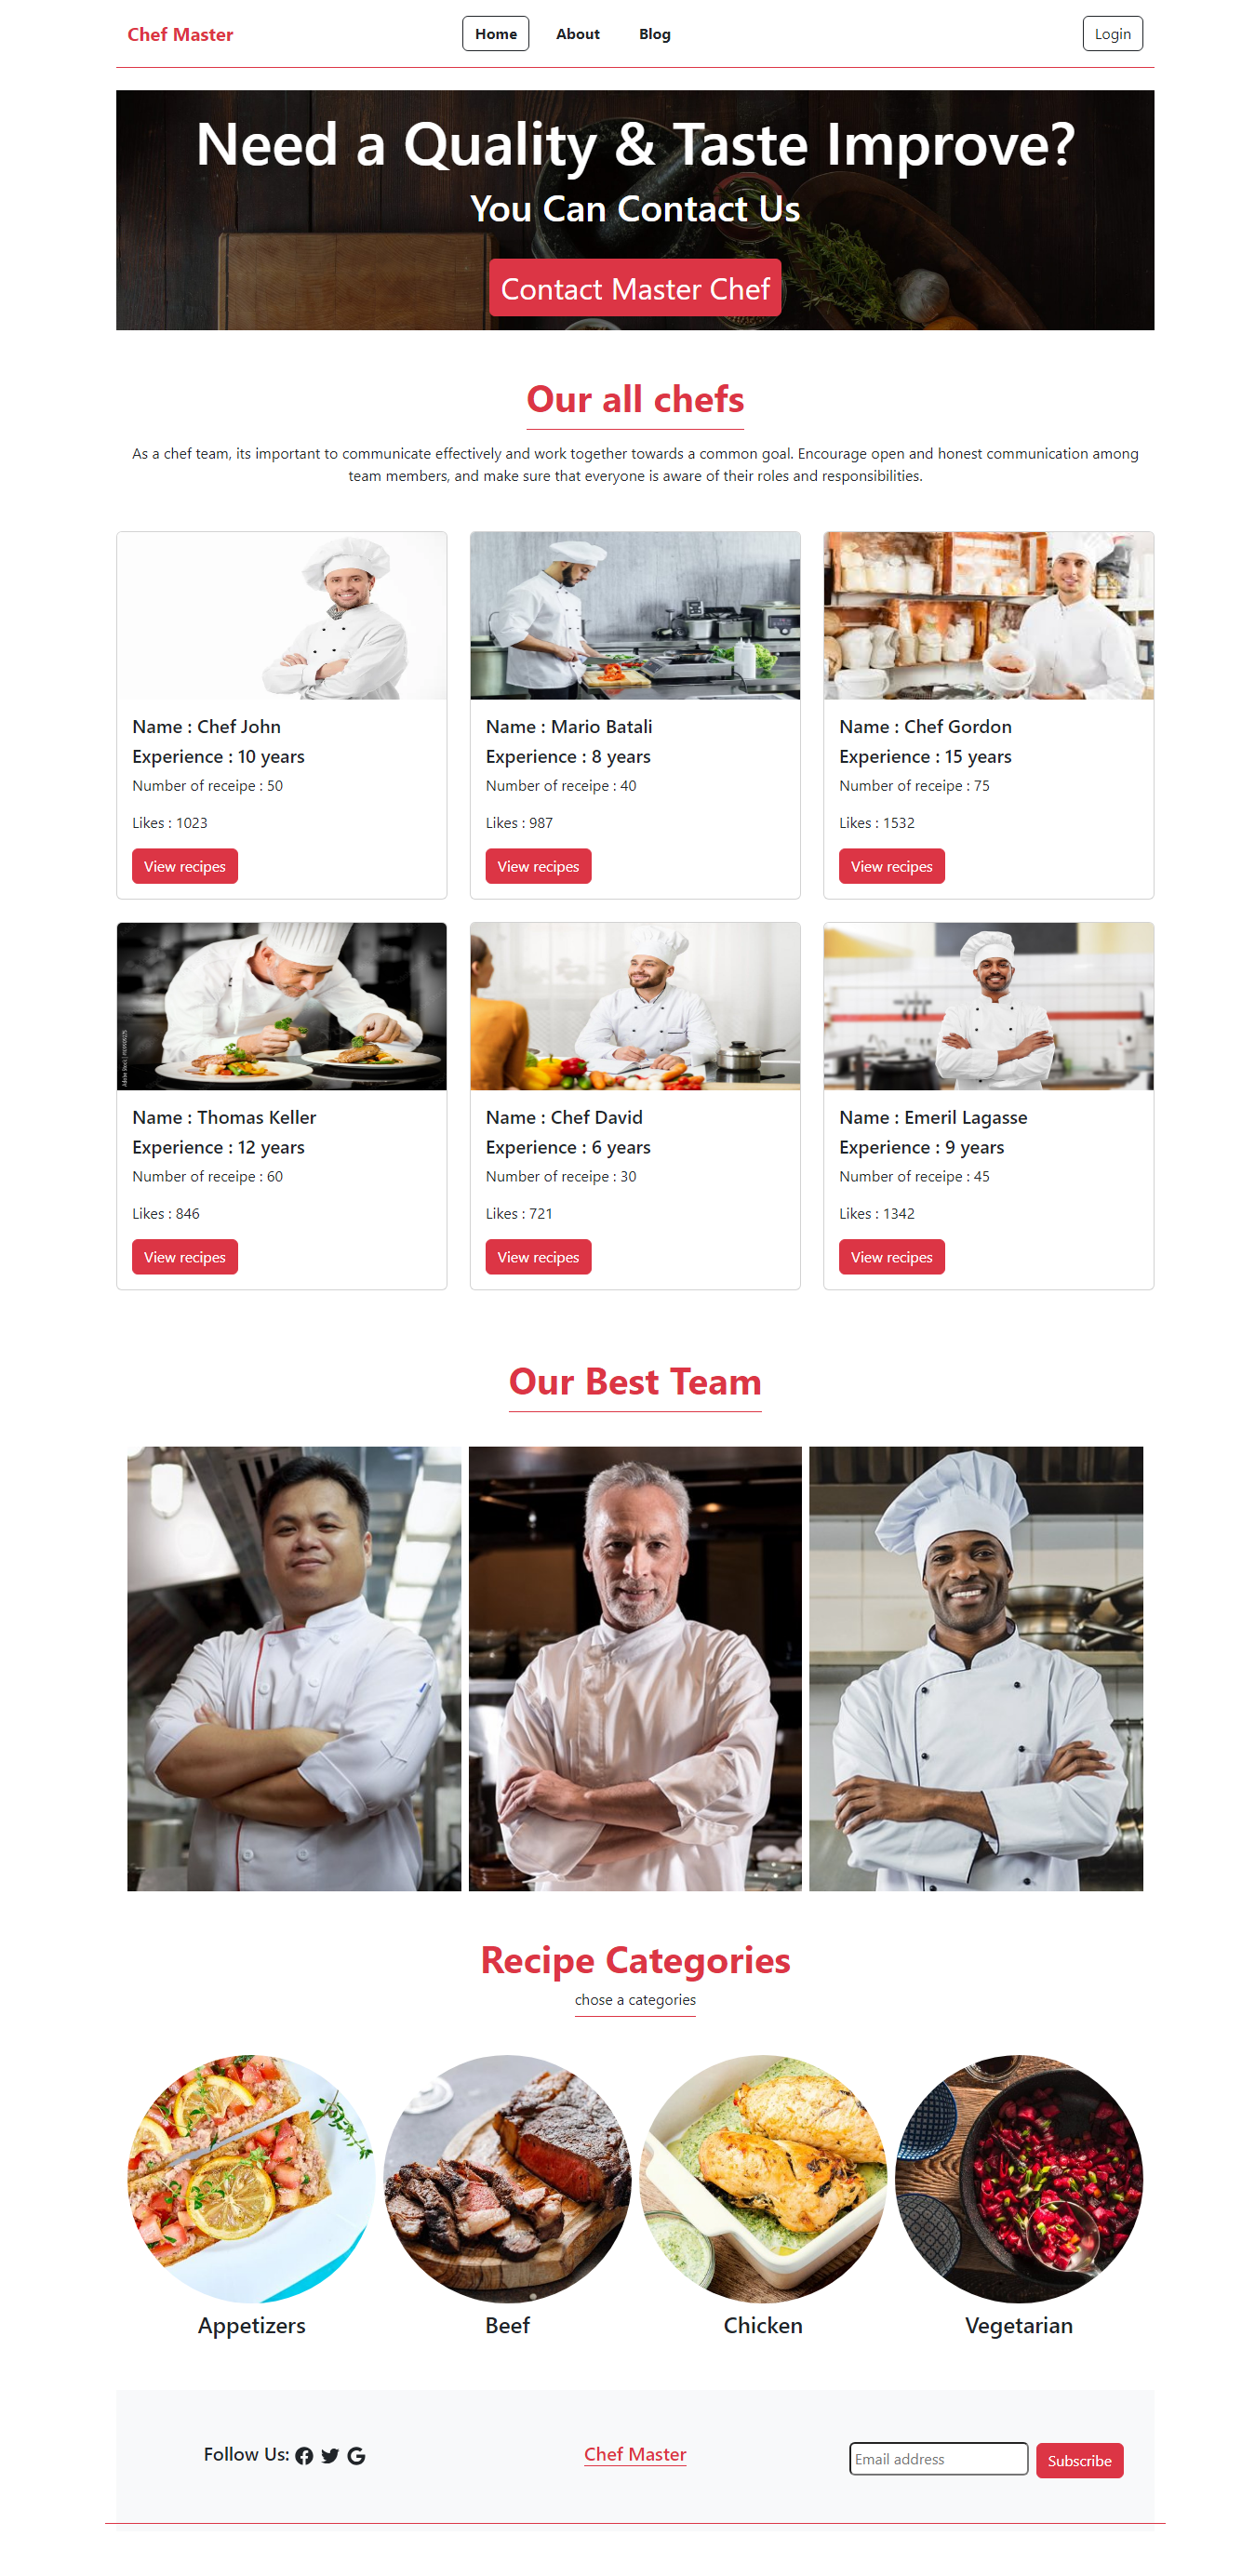 Chef Master
Home
About
Blog
Login
Need a Quality & Taste Improve?
You Can Contact Us
Contact Master Chef
Our all chefs
As a chef team, its important to communicate effectively and work together towards a common goal. Encourage open and honest communication among
team members, and make sure that everyone is aware of their roles and responsibilities.
Name : Chef John
Experience : 10 years
Number of receipe : 50
Likes : 1023
View recipes
Name : Mario Batali
Experience : 8 years
Number of receipe : 40
Likes : 987
View recipes
Name : Chef Gordon
Experience : 15 years
Number of receipe : 75
Likes : 1532
View recipes
Name : Thomas Keller
Experience : 12 years
Number of receipe : 60
Likes : 846
View recipes
Name : Chef David
Experience : 6 years
Number of receipe : 30
Likes : 721
View recipes
Name : Emeril Lagasse
Experience : 9 years
Number of receipe : 45
Likes : 1342
View recipes
Our Best Team
Recipe Categories
chose a categories
Appetizers
Beef
Chicken
Vegetarian
Follow Us:
Chef Master
Email address
Subscribe